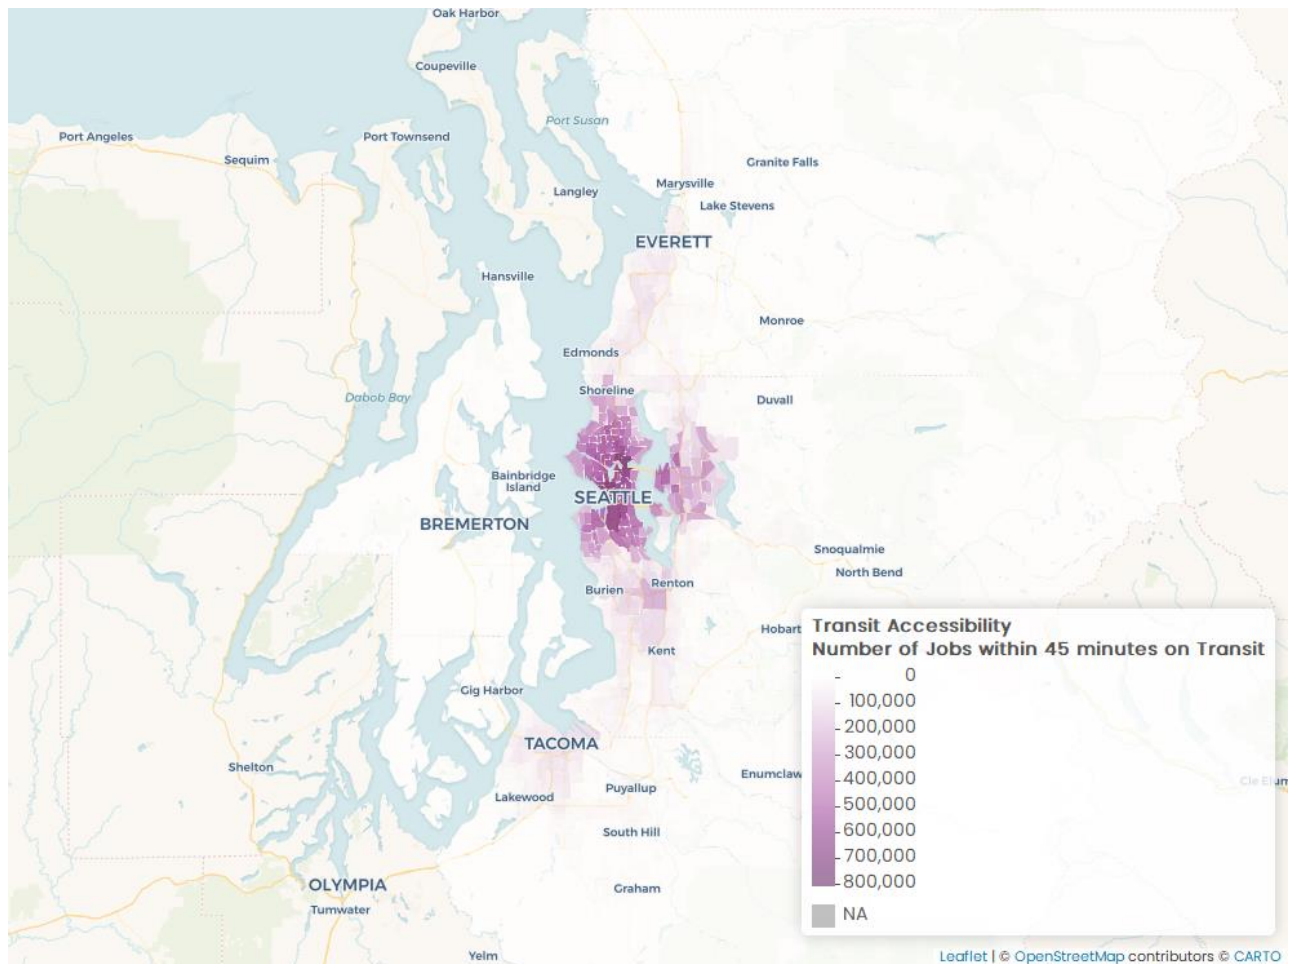 Oak Harbor
Coupeville
Port Susan
Port Angeles
Port Townsend
Sequim
Granite Falls
Marysville
Langley
Lake Stevens
EVERETT
Hansville
Monroe
Edmonds
Shoreline
Dabob Bay
Duvall
Bainbridge
Island
SEATTLE
BREMERTON
Snoqualmie
North Bend
Burien
Renton
Hobart
Kent
Gig Harbor
TACOMA
Shelton
Enumclaw
Puyallup
Lakewood
South Hill
OLYMPIA
Graham
Tumwater
Yelm
Cle Elum
Transit Accessibility
Number of Jobs within 45 minutes on Transit
0
100,000
200,000
300,000
400,000
500,000
600,000
700,000
800,000
NA
Leaflet | © OpenStreetMap contributors © CARTO